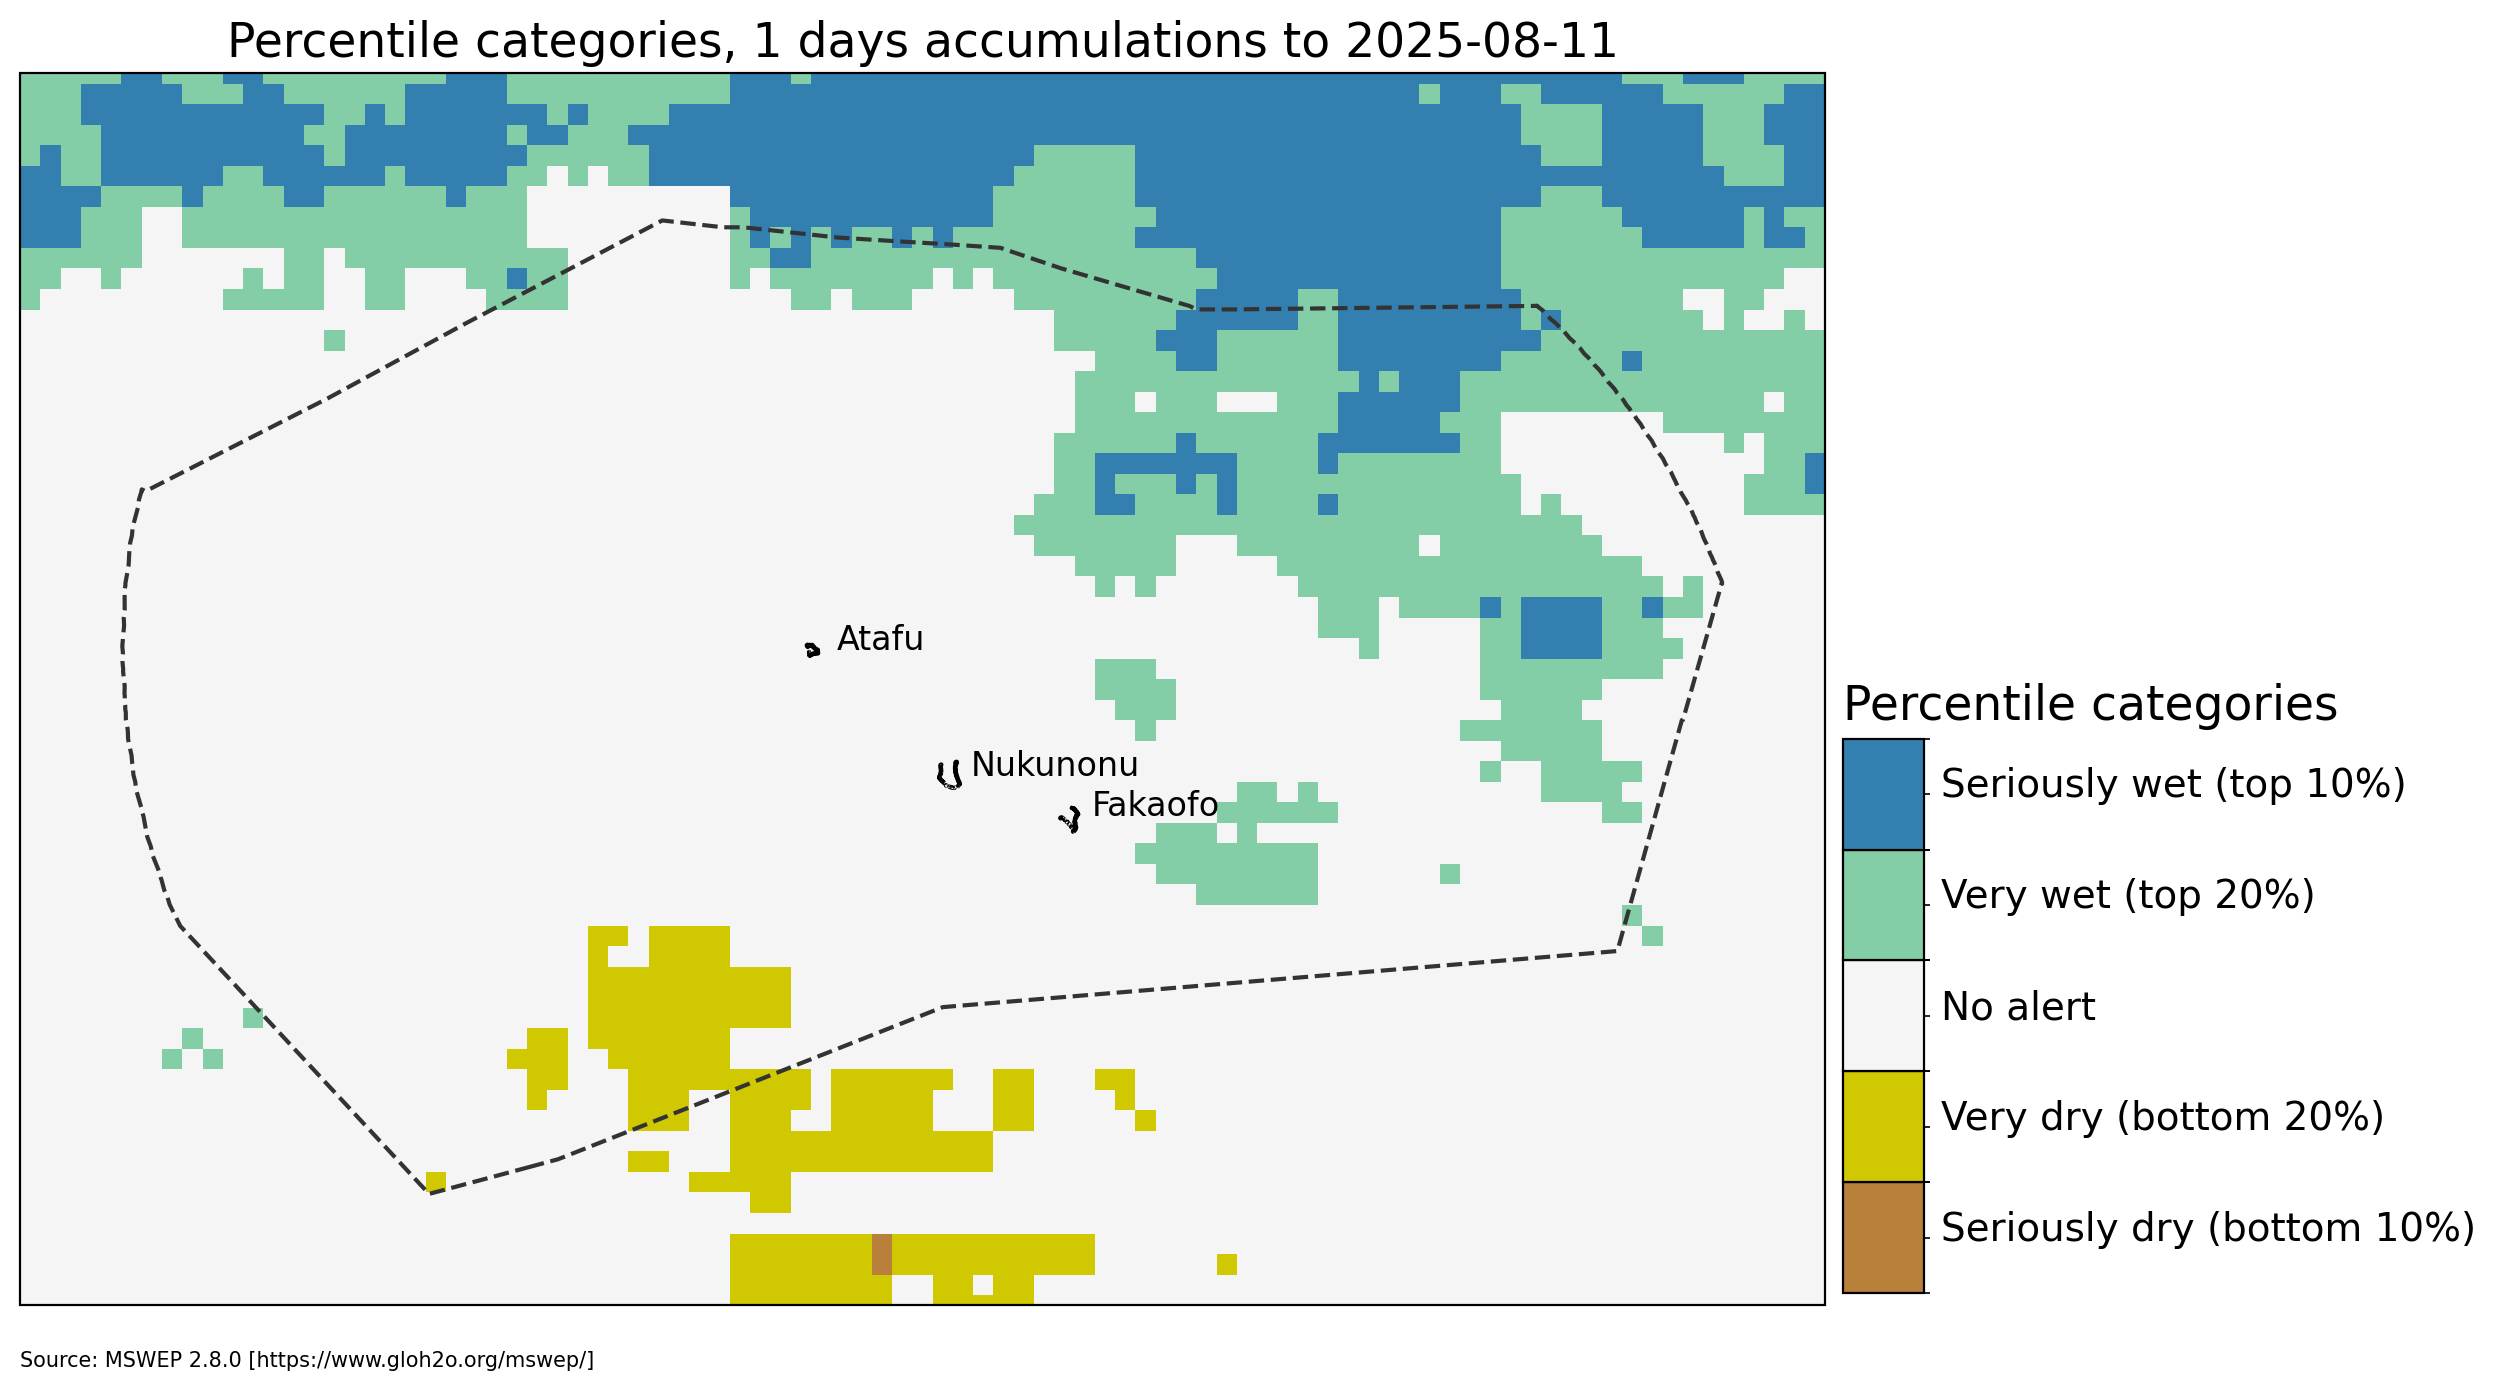 Percentile categories, 1 days accumulations to 2025-08-11
Atafu
Nukunonu
Fakaofo
Percentile categories
Seriously wet (top 10%)
Very wet (top 20%)
No alert
Very dry (bottom 20%)
Seriously dry (bottom 10%)
Source: MSWEP 2.8.0 [https://www.gloh2o.org/mswep/]